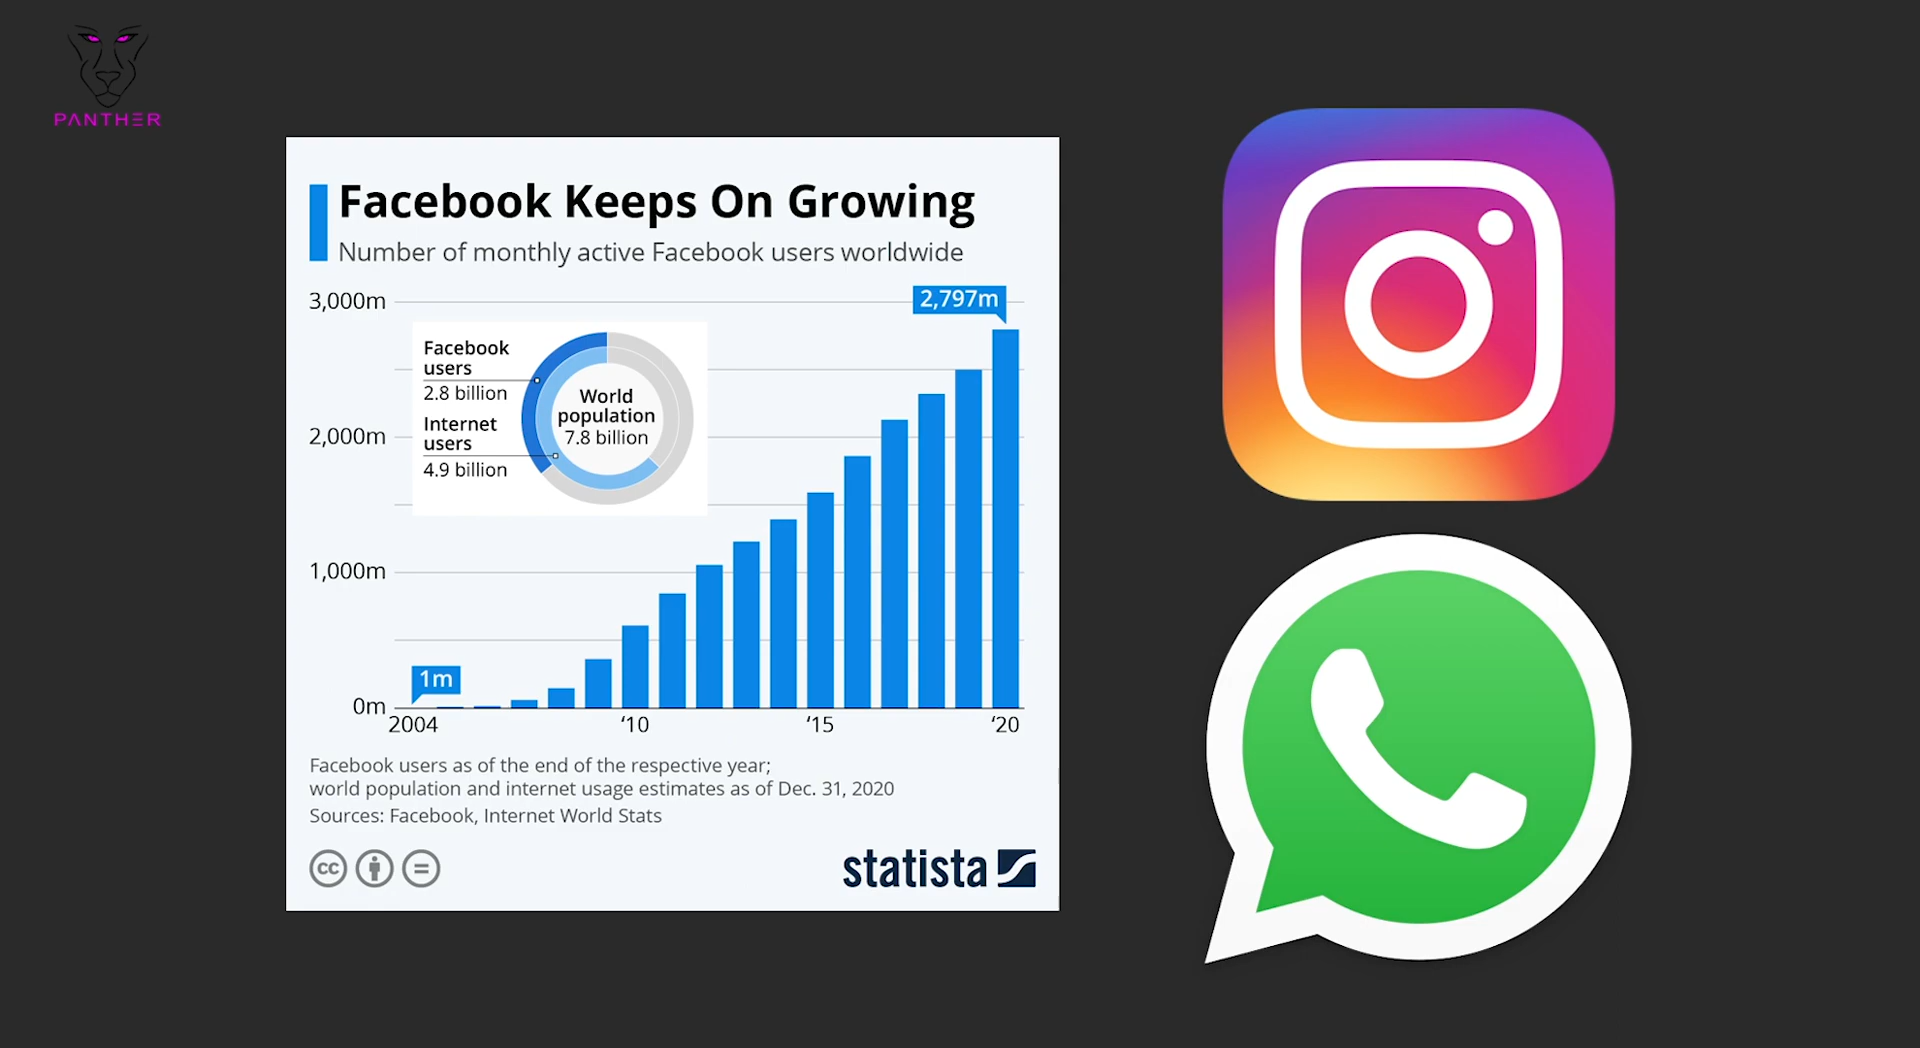 PANTHER
Facebook Keeps On Growing
Number of monthly active Facebook users worldwide
3,000m
2,797m
Facebook
users
2.8 billion
Internet
users
4.9 billion
World
population
7.8 billion
2,000m
1,000m
1m
0m
2004
‘10
‘15
‘20
Facebook users as of the end of the respective year;
world population and internet usage estimates as of Dec. 31, 2020
Sources: Facebook, Internet World Stats
cc
statista